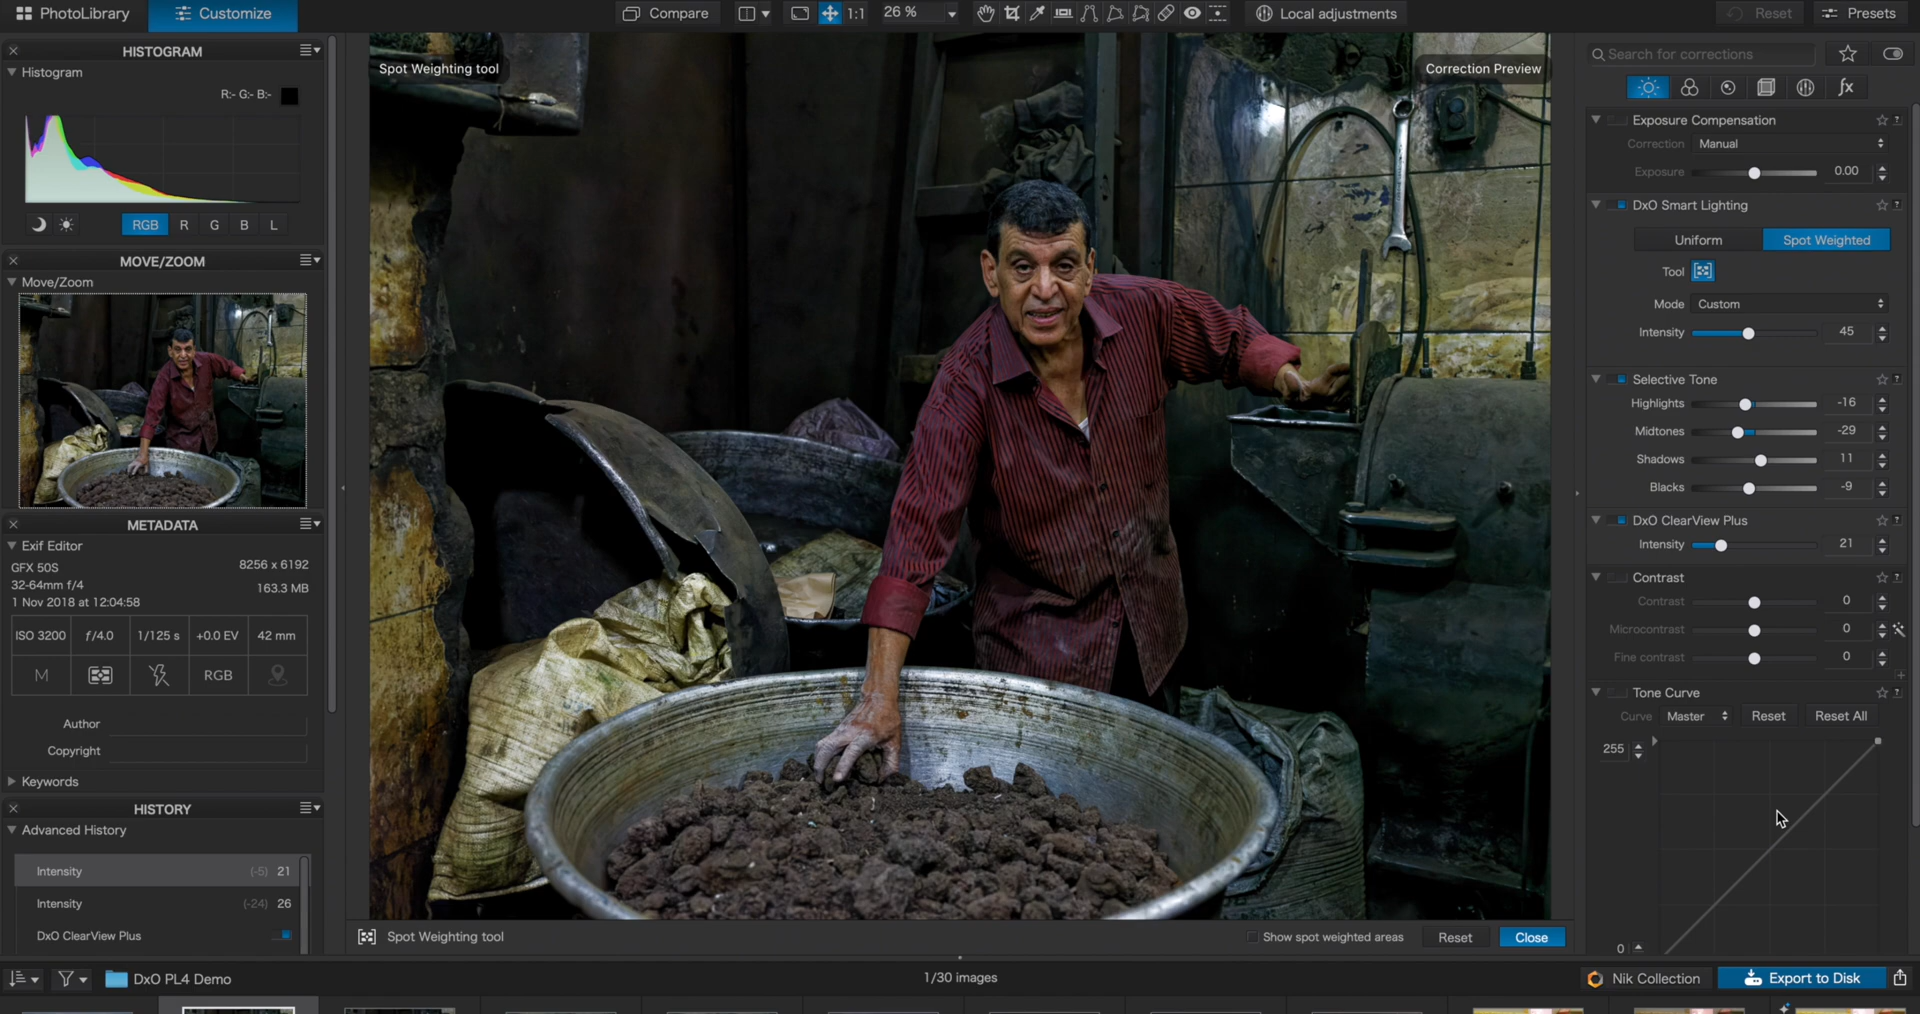 PhotoLibrary
Customize
Compare
1:1
26 %
Local adjustments
Reset
Presets
HISTOGRAM
Histogram
R:- G:- B:-
RGB R G B L
MOVE/ZOOM
Move/Zoom
METADATA
Exif Editor
GFX 50S
8256 x 6192
32-64mm f/4
163.3 MB
1 Nov 2018 at 12:04:58
ISO 3200 f/4.0 1/125 s +0.0 EV 42 mm
M RGB
Author
Copyright
Keywords
HISTORY
Advanced History
Intensity (-5) 21
Intensity (-24) 26
DxO ClearView Plus
Spot Weighting tool
Correction Preview
Spot Weighting tool
Show spot weighted areas
Reset
Close
Search for corrections
fx
Exposure Compensation ?
Correction Manual
Exposure 0.00
DxO Smart Lighting ?
Uniform Spot Weighted
Tool
Mode Custom
Intensity 45
Selective Tone ?
Highlights -16
Midtones -29
Shadows 11
Blacks -9
DxO ClearView Plus ?
Intensity 21
Contrast ?
Contrast 0
Microcontrast 0
Fine contrast 0
Tone Curve ?
Curve Master Reset Reset All
255
0
DxO PL4 Demo
1/30 images
Nik Collection
Export to Disk